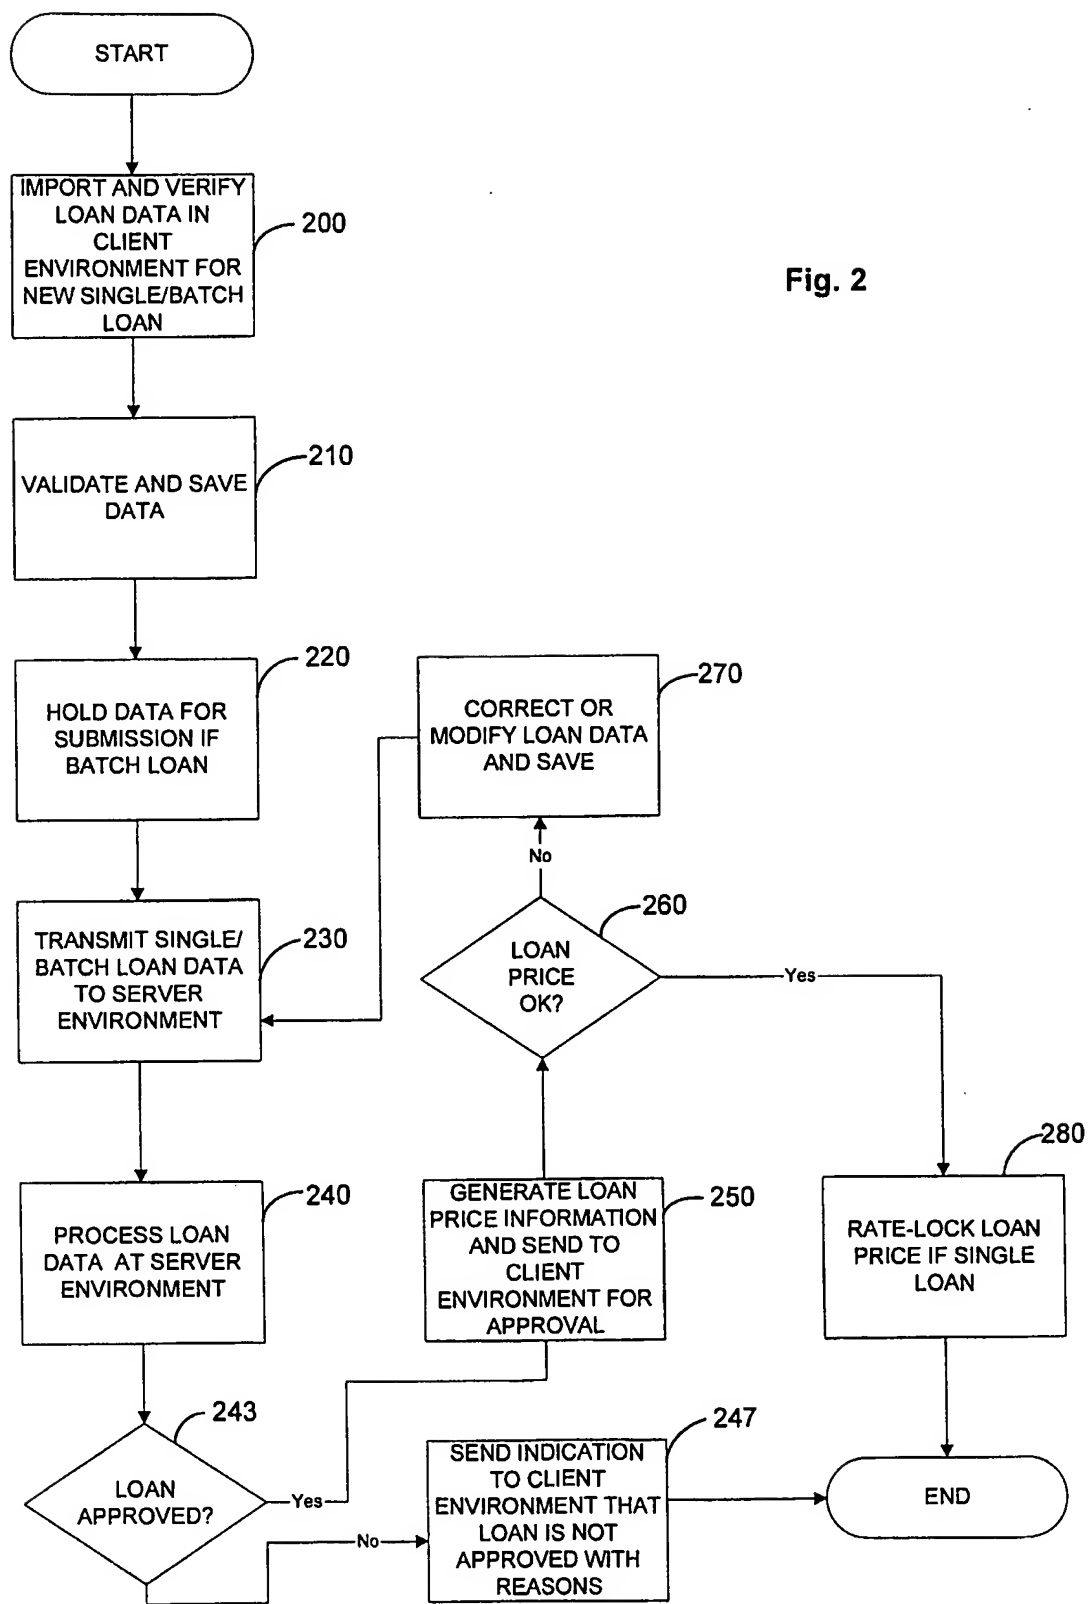 START
IMPORT AND VERIFY
LOAN DATA IN
CLIENT
ENVIRONMENT FOR
NEW SINGLE/BATCH
LOAN
200
Fig. 2
VALIDATE AND SAVE
DATA
210
HOLD DATA FOR
SUBMISSION IF
BATCH LOAN
220
CORRECT OR
MODIFY LOAN DATA
AND SAVE
270
No
TRANSMIT SINGLE/
BATCH LOAN DATA
TO SERVER
ENVIRONMENT
230
LOAN
PRICE
OK?
260
Yes
PROCESS LOAN
DATA AT SERVER
ENVIRONMENT
240
GENERATE LOAN
PRICE INFORMATION
AND SEND TO
CLIENT
ENVIRONMENT FOR
APPROVAL
250
RATE-LOCK LOAN
PRICE IF SINGLE
LOAN
280
LOAN
APPROVED?
243
Yes
No
SEND INDICATION
TO CLIENT
ENVIRONMENT THAT
LOAN IS NOT
APPROVED WITH
REASONS
247
END